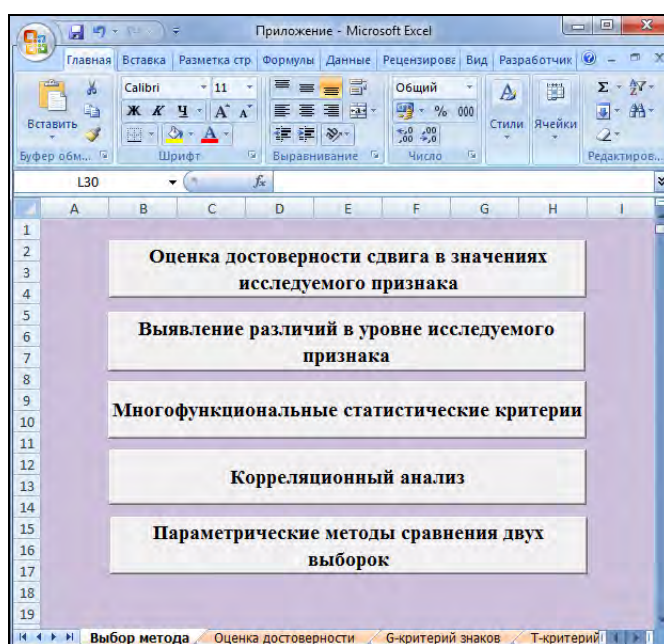 Приложение - Microsoft Excel
Главная Вставка Разметка стр Формулы Данные Рецензирова Вид Разработчик
Вставить
Calibri 11
Ж К Ч
Общий
% 000
Стили
Ячейки
Буфер обм... Шрифт Выравнивание Число Редактиров...
L30 fx
A B C D E F G H I
1
2
3
4
5
6
7
8
9
10
11
12
13
14
15
16
17
18
19
Оценка достоверности сдвига в значениях
исследуемого признака
Выявление различий в уровне исследуемого
признака
Многофункциональные статистические критерии
Корреляционный анализ
Параметрические методы сравнения двух
выборок
Выбор метода Оценка достоверности G-критерий знаков Т-критерий